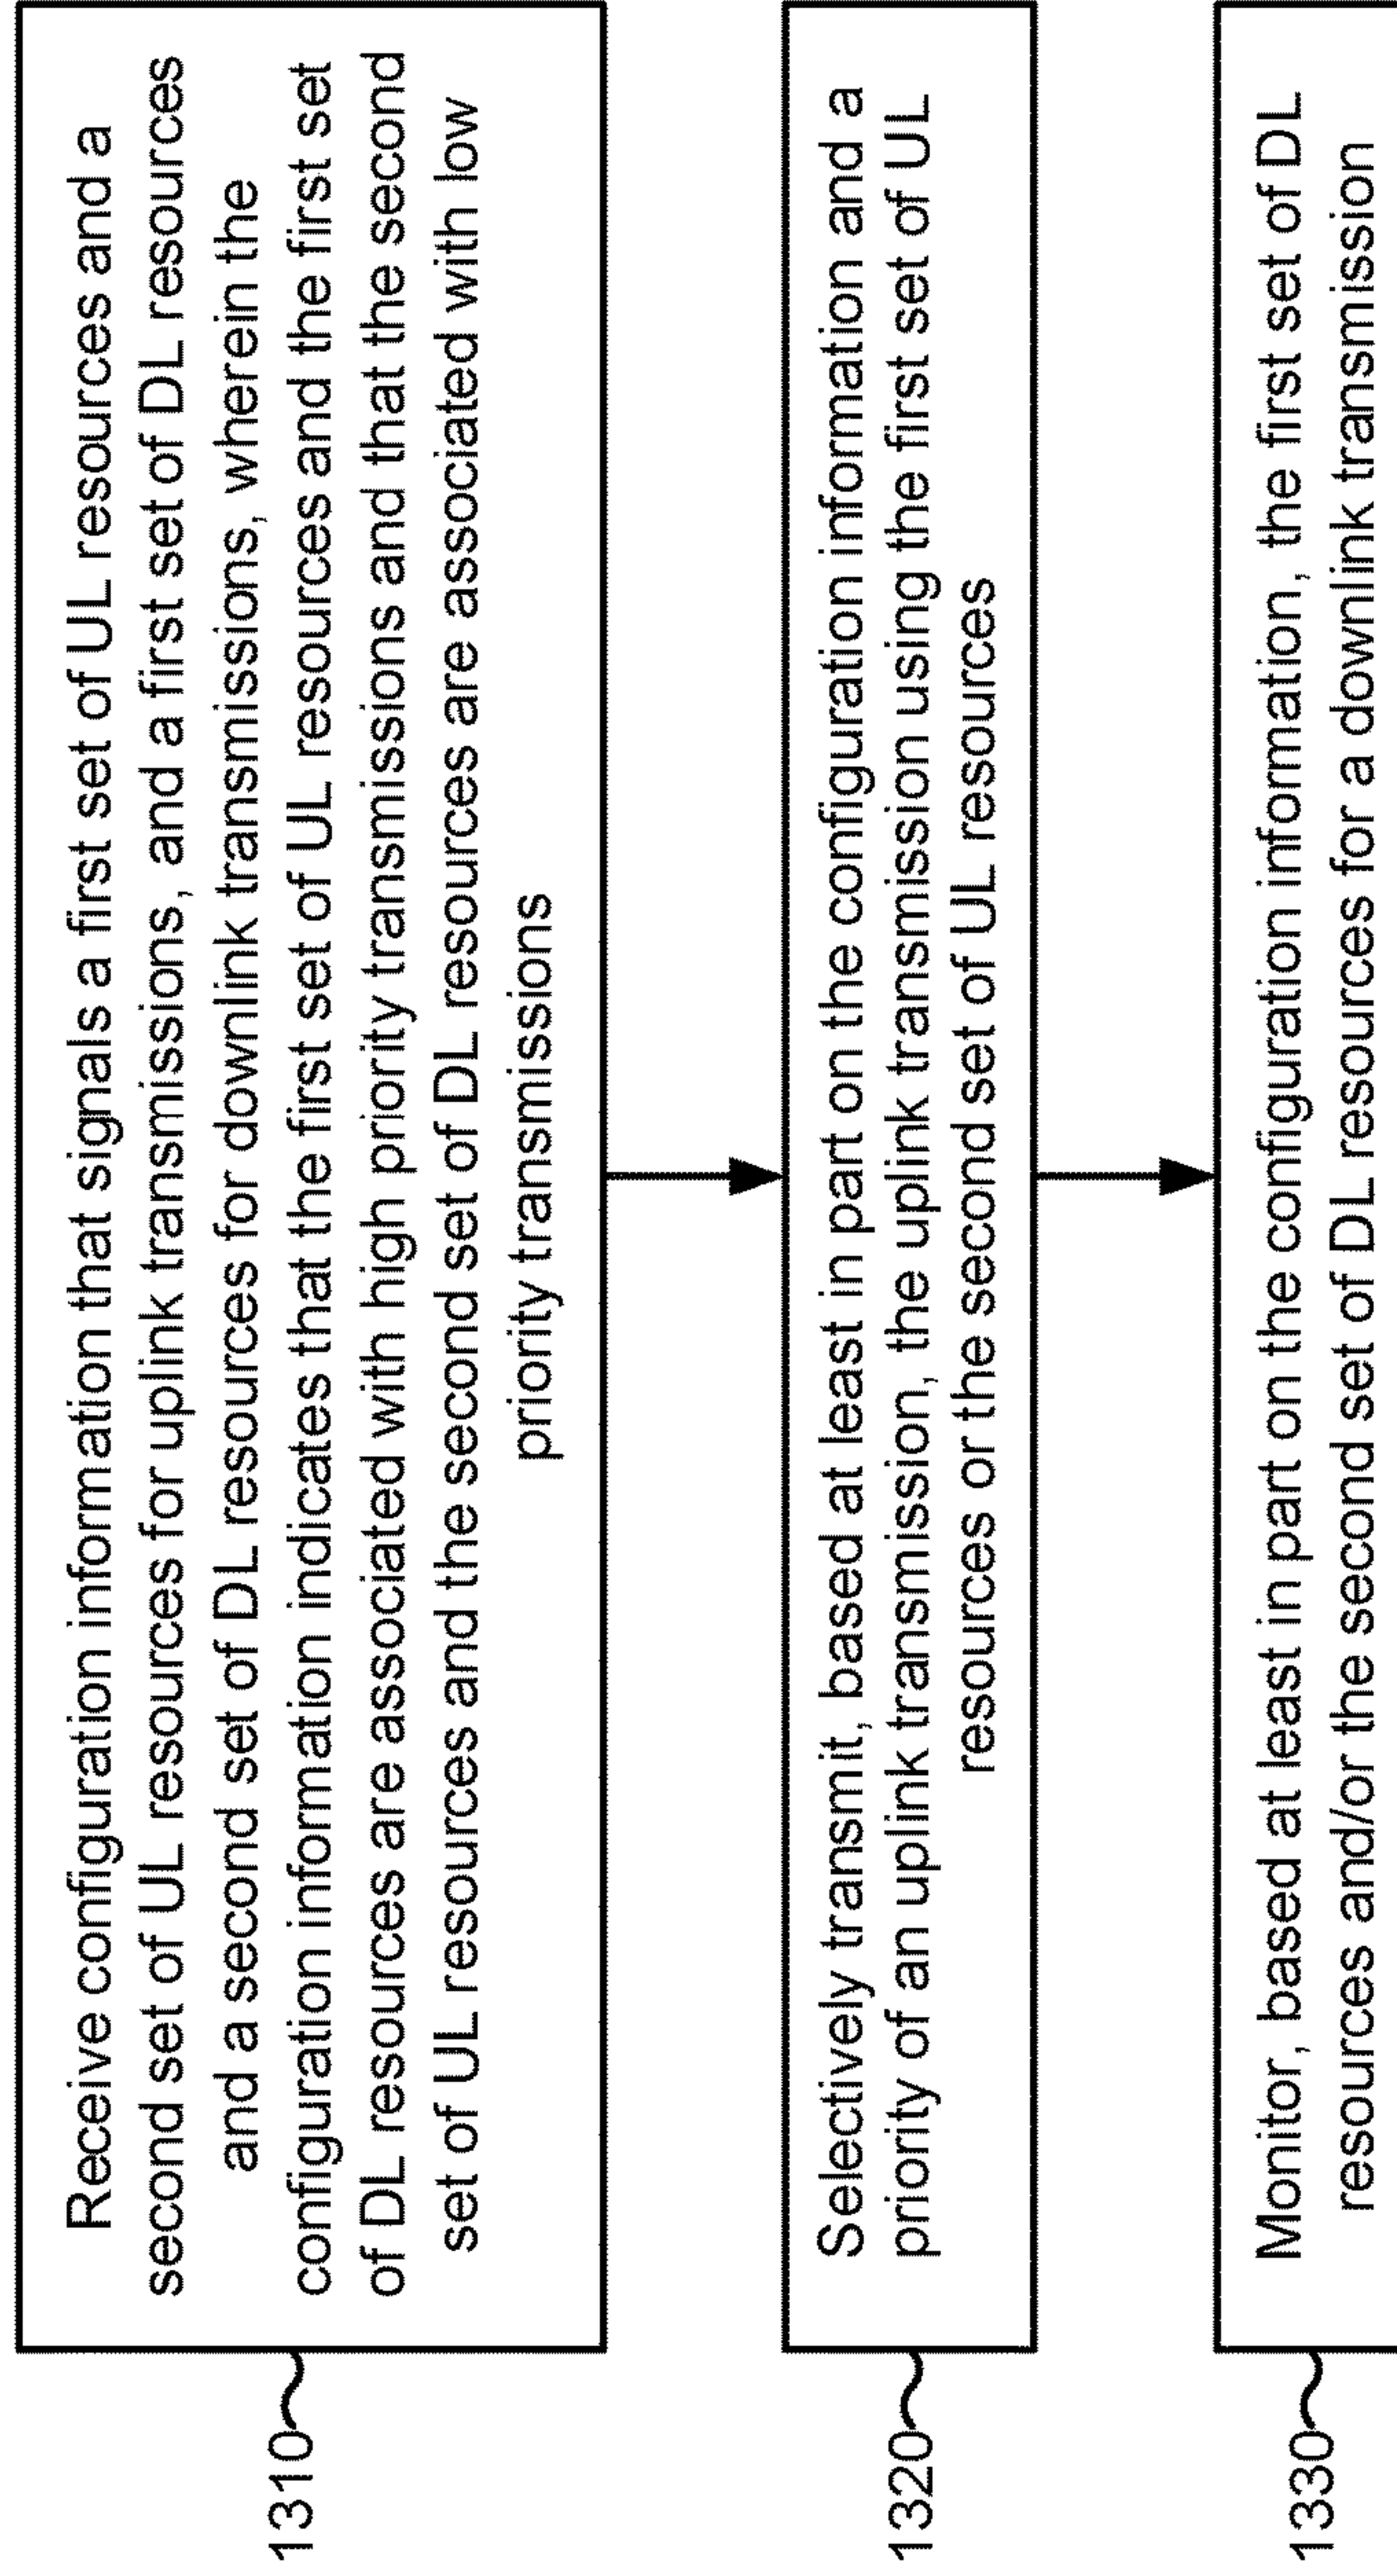 1310
Receive configuration information that signals a first set of UL resources and a
second set of UL resources for uplink transmissions, and a first set of DL resources
and a second set of DL resources for downlink transmissions, wherein the
configuration information indicates that the first set of UL resources and the first set
of DL resources are associated with high priority transmissions and that the second
set of UL resources and the second set of DL resources are associated with low
priority transmissions
1320
Selectively transmit, based at least in part on the configuration information and a
priority of an uplink transmission, the uplink transmission using the first set of UL
resources or the second set of UL resources
1330
Monitor, based at least in part on the configuration information, the first set of DL
resources and/or the second set of DL resources for a downlink transmission